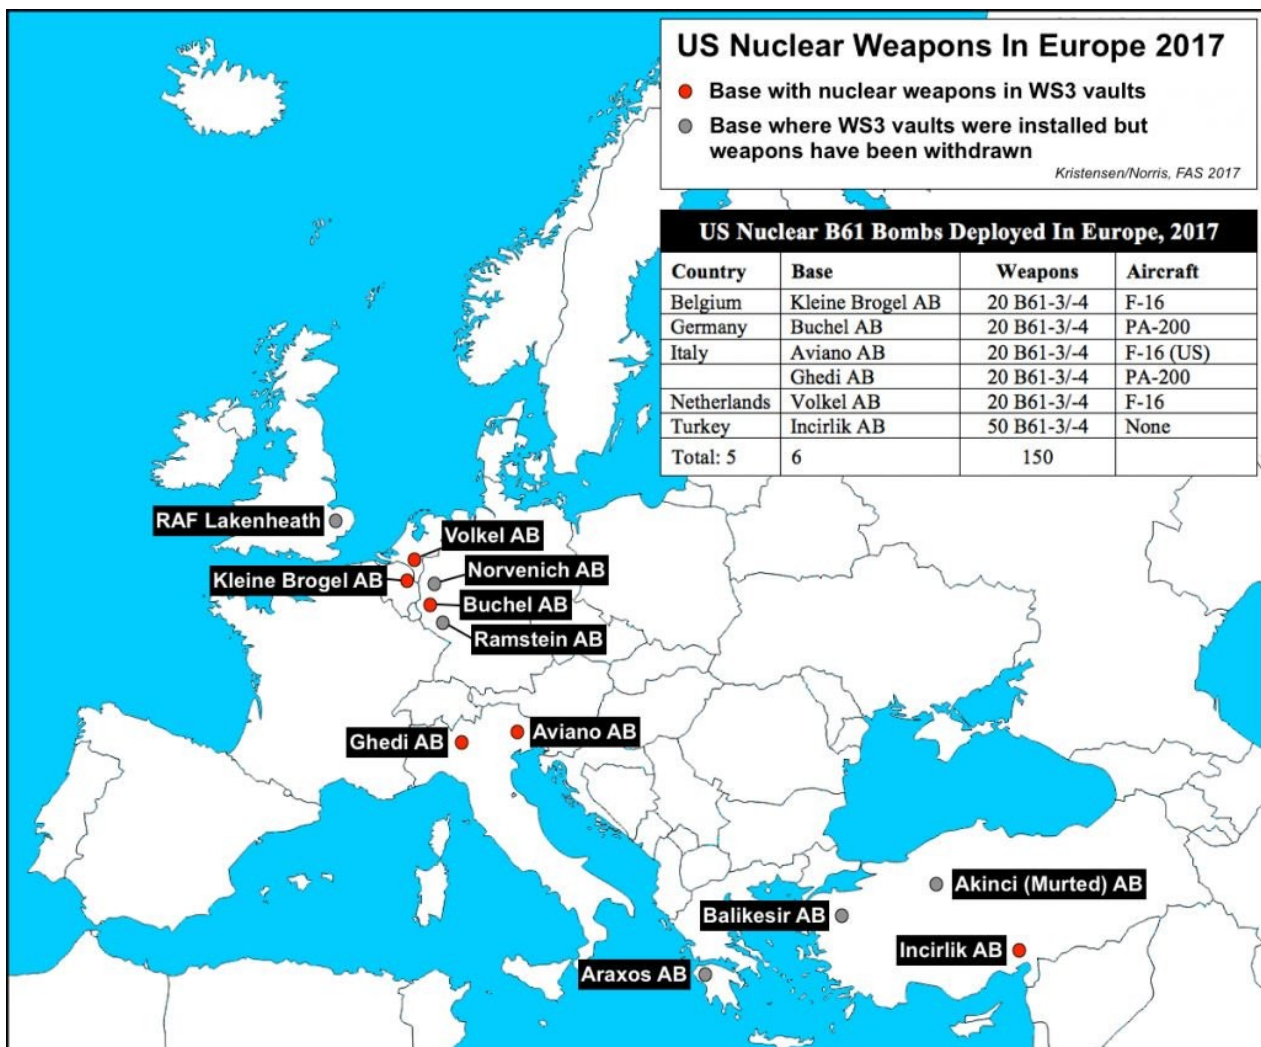 US Nuclear Weapons In Europe 2017
Base with nuclear weapons in WS3 vaults
Base where WS3 vaults were installed but
weapons have been withdrawn
Kristensen/Norris, FAS 2017
US Nuclear B61 Bombs Deployed In Europe, 2017
Country Base Weapons Aircraft
Belgium Kleine Brogel AB 20 B61-3/-4 F-16
Germany Buchel AB 20 B61-3/-4 PA-200
Italy Aviano AB 20 B61-3/-4 F-16 (US)
Ghedi AB 20 B61-3/-4 PA-200
Netherlands Volkel AB 20 B61-3/-4 F-16
Turkey Incirlik AB 50 B61-3/-4 None
Total: 5 6 150
RAF Lakenheath
Volkel AB
Kleine Brogel AB
Norvenich AB
Buchel AB
Ramstein AB
Ghedi AB
Aviano AB
Akinci (Murted) AB
Balikesir AB
Incirlik AB
Araxos AB